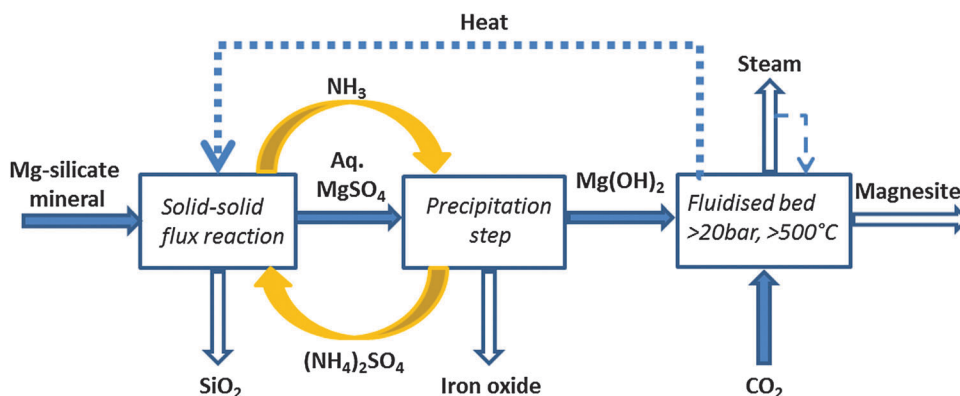 Heat
Steam
NH₃
Mg-silicate
mineral
Aq.
MgSO₄
Mg(OH)₂
Magnesite
Solid-solid
flux reaction
Precipitation
step
Fluidised bed
>20bar, >500°C
(NH₄)₂SO₄
SiO₂
Iron oxide
CO₂